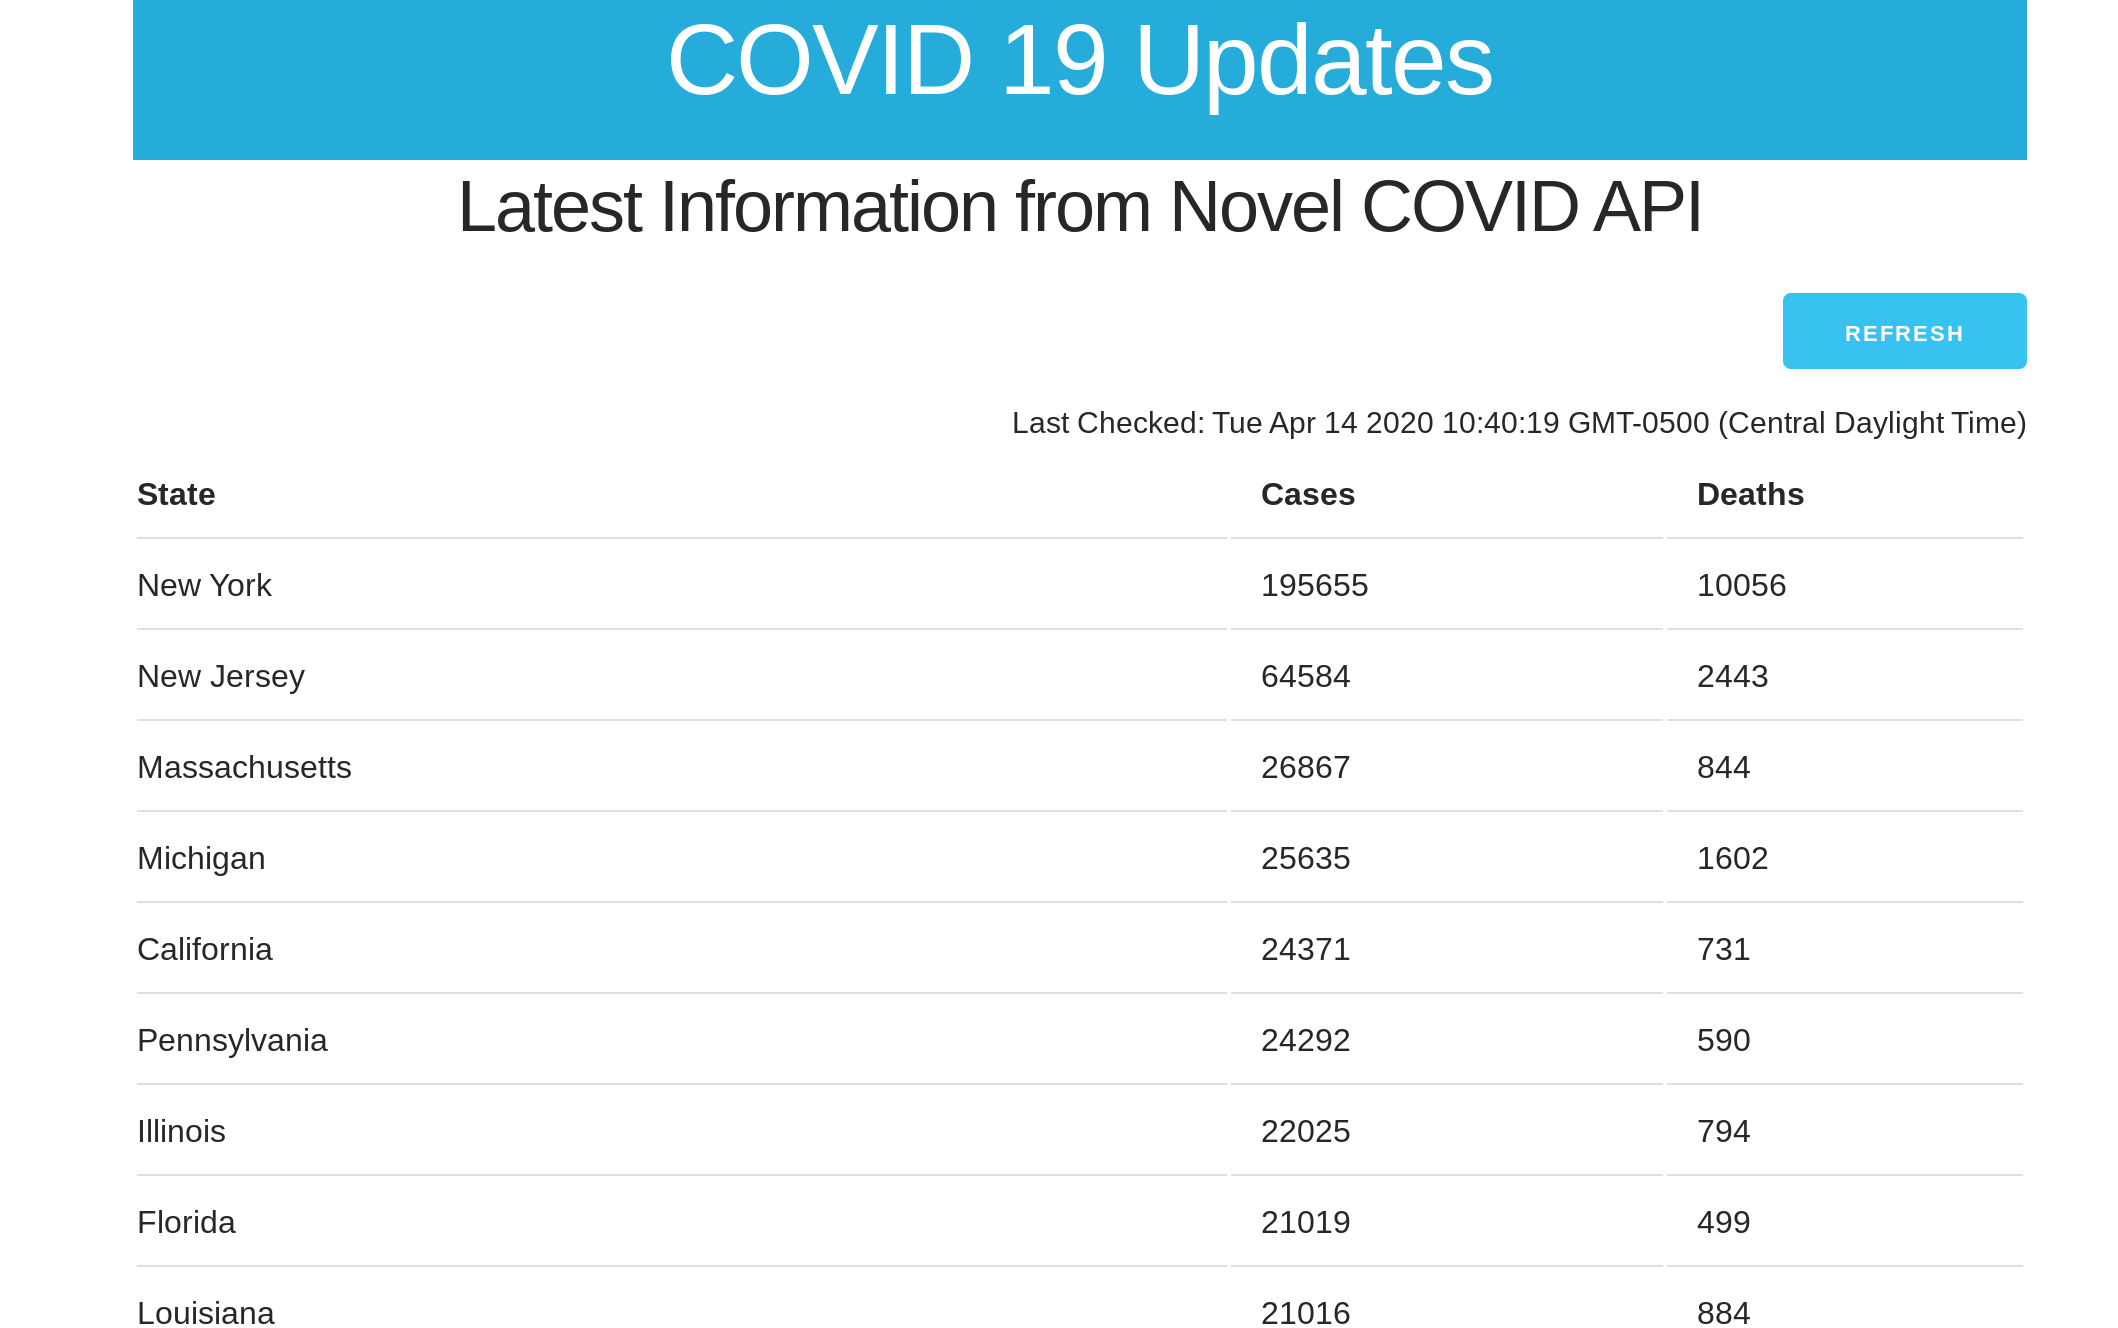 COVID 19 Updates
Latest Information from Novel COVID API
REFRESH
Last Checked: Tue Apr 14 2020 10:40:19 GMT-0500 (Central Daylight Time)
State Cases Deaths
New York 195655 10056
New Jersey 64584 2443
Massachusetts 26867 844
Michigan 25635 1602
California 24371 731
Pennsylvania 24292 590
Illinois 22025 794
Florida 21019 499
Louisiana 21016 884